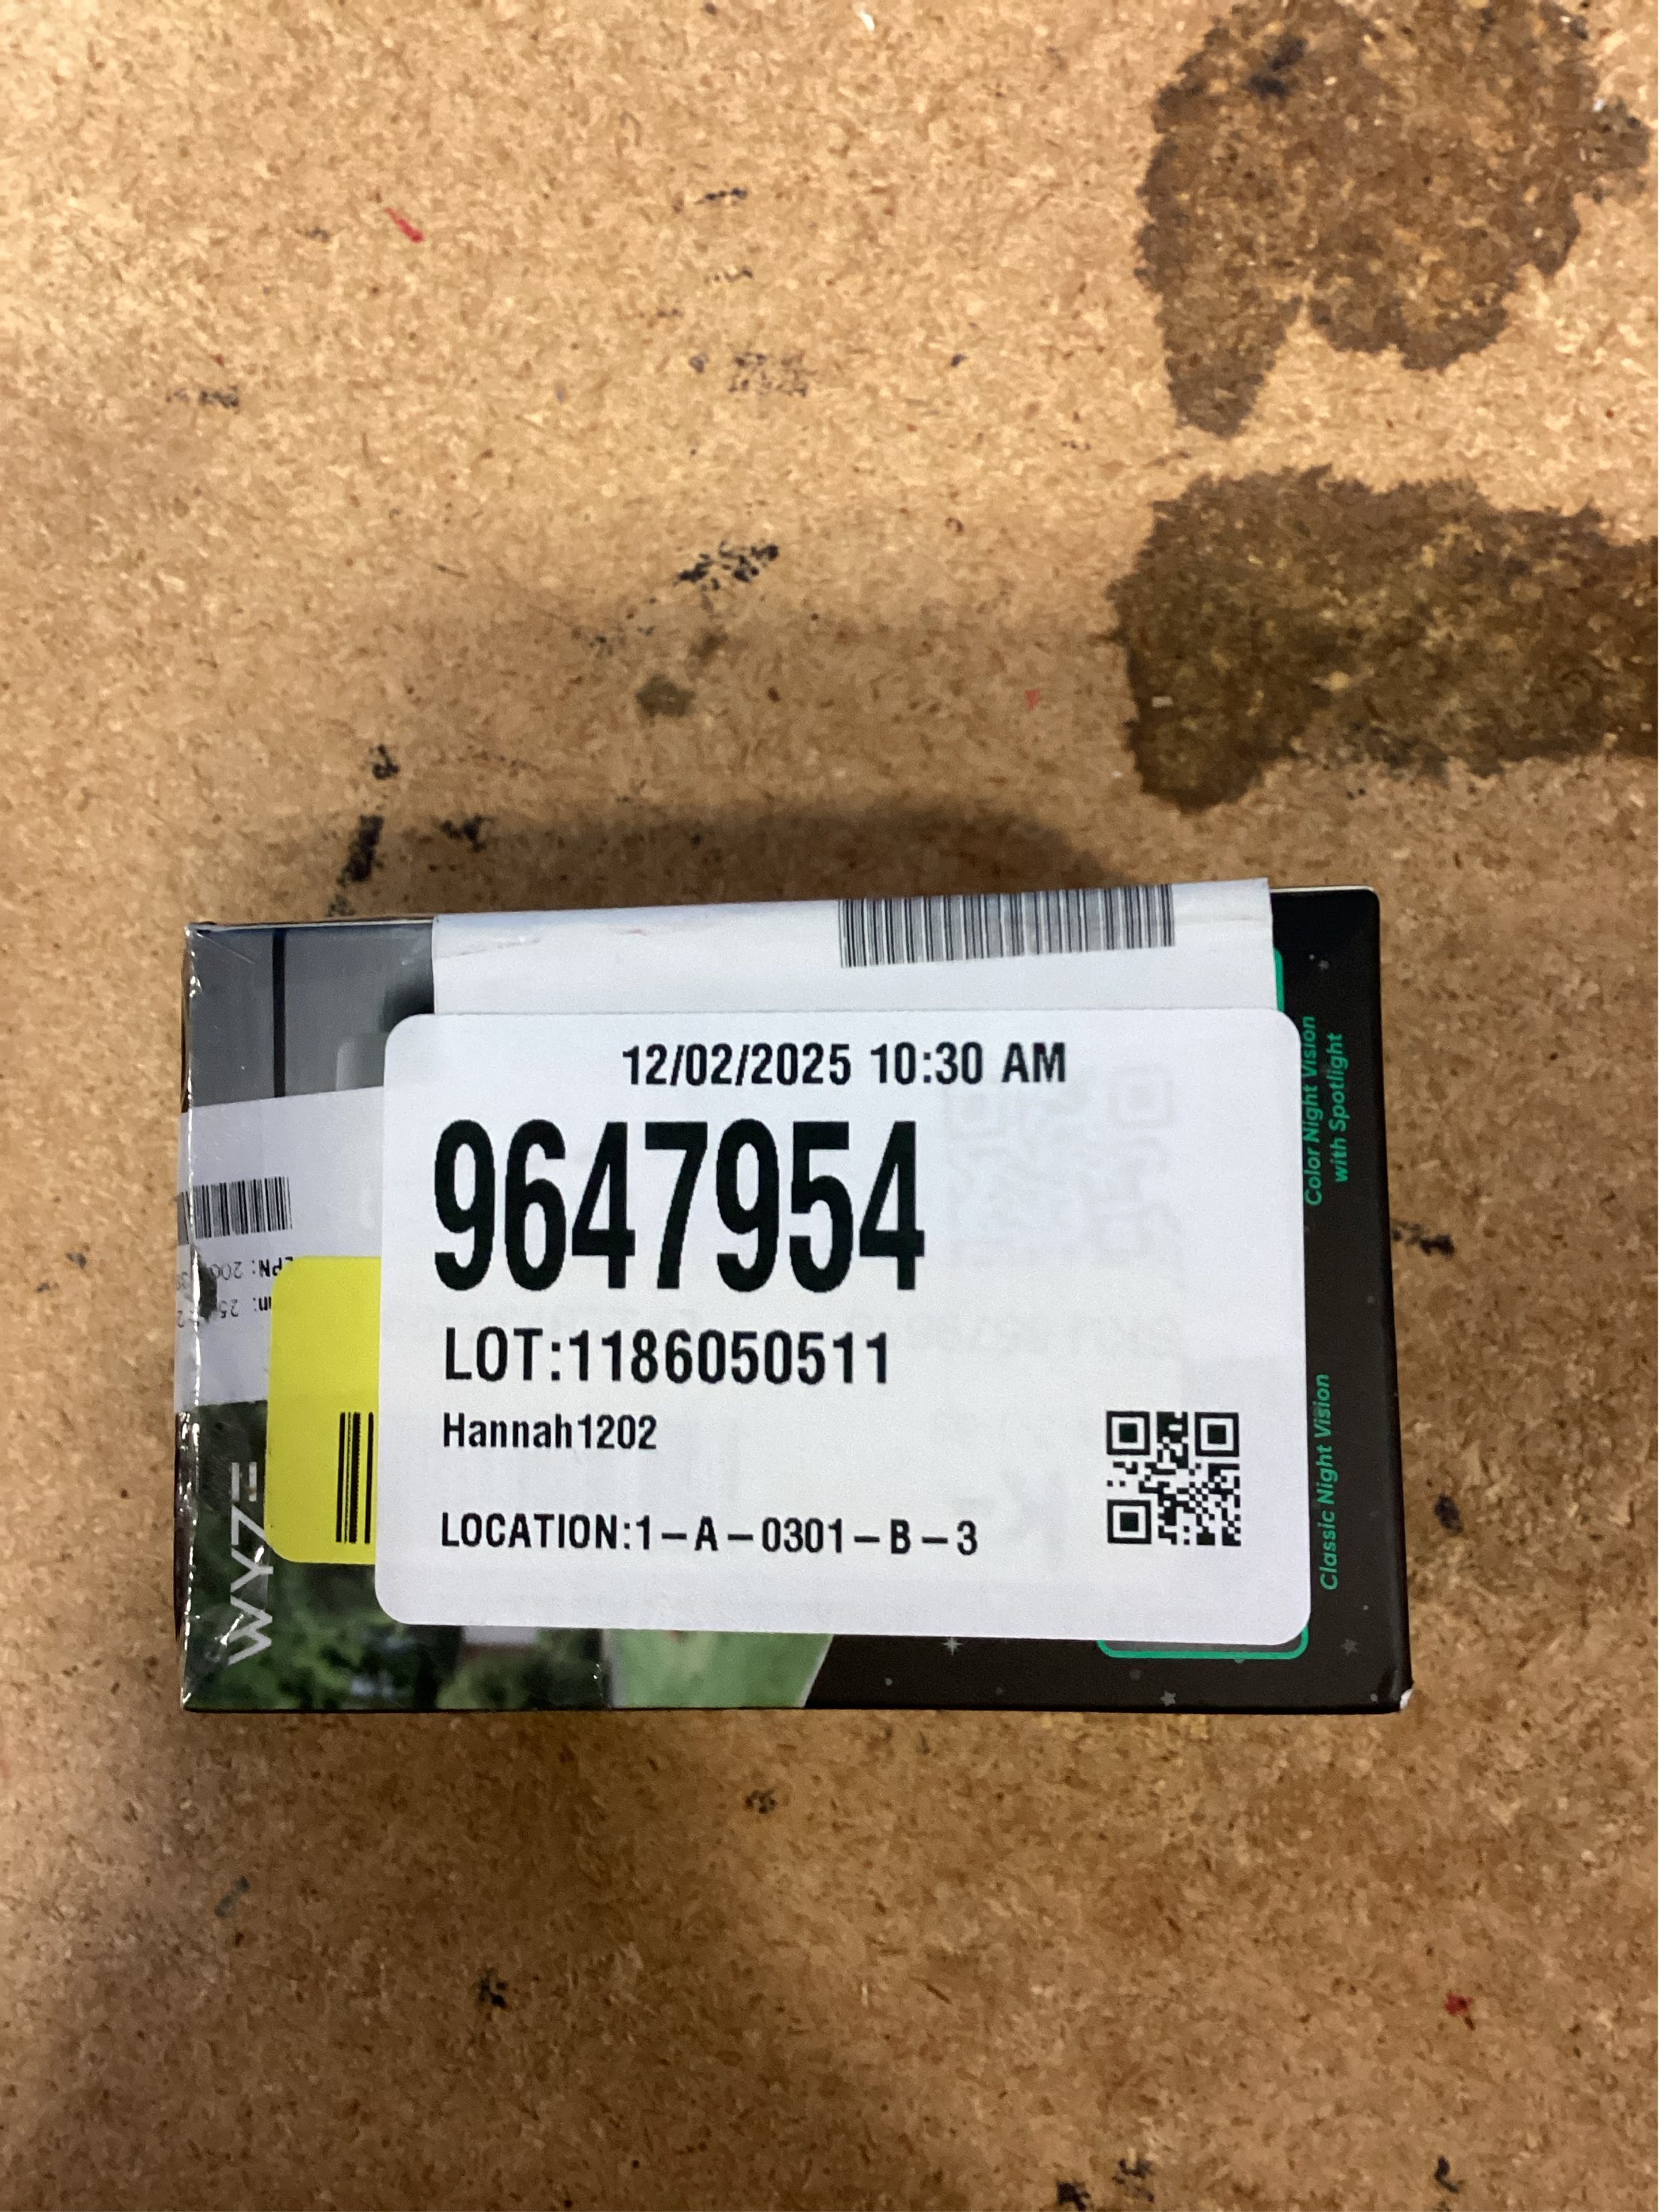 12/02/2025 10:30 AM
9647954
LOT:1186050511
Hannah1202
LOCATION:1-A-0301-B-3
WYZE
Color Night Vision
with Spotlight
Classic Night Vision